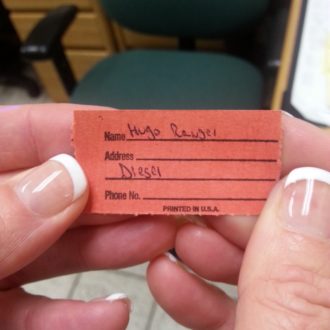 Name Hugo Rangel
Address
Diesel
Phone No.
PRINTED IN U.S.A.